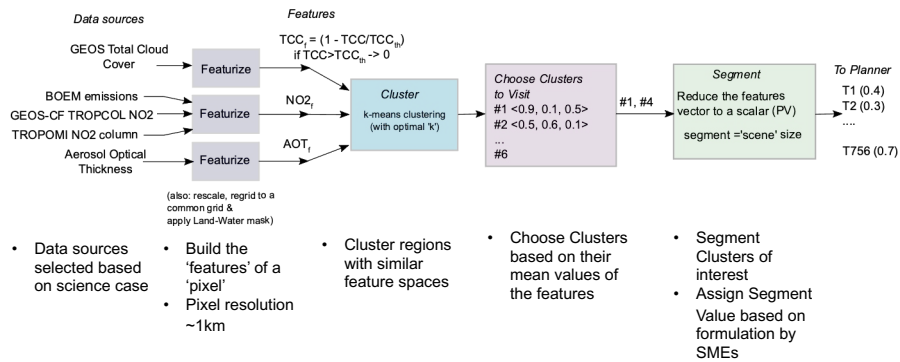 Data sources
Features
GEOS Total Cloud
Cover
BOEM emissions
GEOS-CF TROPCOL NO2
TROPOMI NO2 column
Aerosol Optical
Thickness
Featurize
Featurize
Featurize
(also: rescale, regrid to a
common grid &
apply Land-Water mask)
TCCf = (1 - TCC/TCCth)
if TCC>TCCth -> 0
NO2f
AOTf
Cluster
k-means clustering
(with optimal 'k')
Choose Clusters
to Visit
#1 <0.9, 0.1, 0.5>
#2 <0.5, 0.6, 0.1>
...
#6
#1, #4
Segment
Reduce the features
vector to a scalar (PV)
segment ='scene' size
To Planner
T1 (0.4)
T2 (0.3)
....
T756 (0.7)
• Data sources
selected based
on science case
• Build the
‘features’ of a
‘pixel’
• Pixel resolution
~1km
• Cluster regions
with similar
feature spaces
• Choose Clusters
based on their
mean values of
the features
• Segment
Clusters of
interest
• Assign Segment
Value based on
formulation by
SMEs